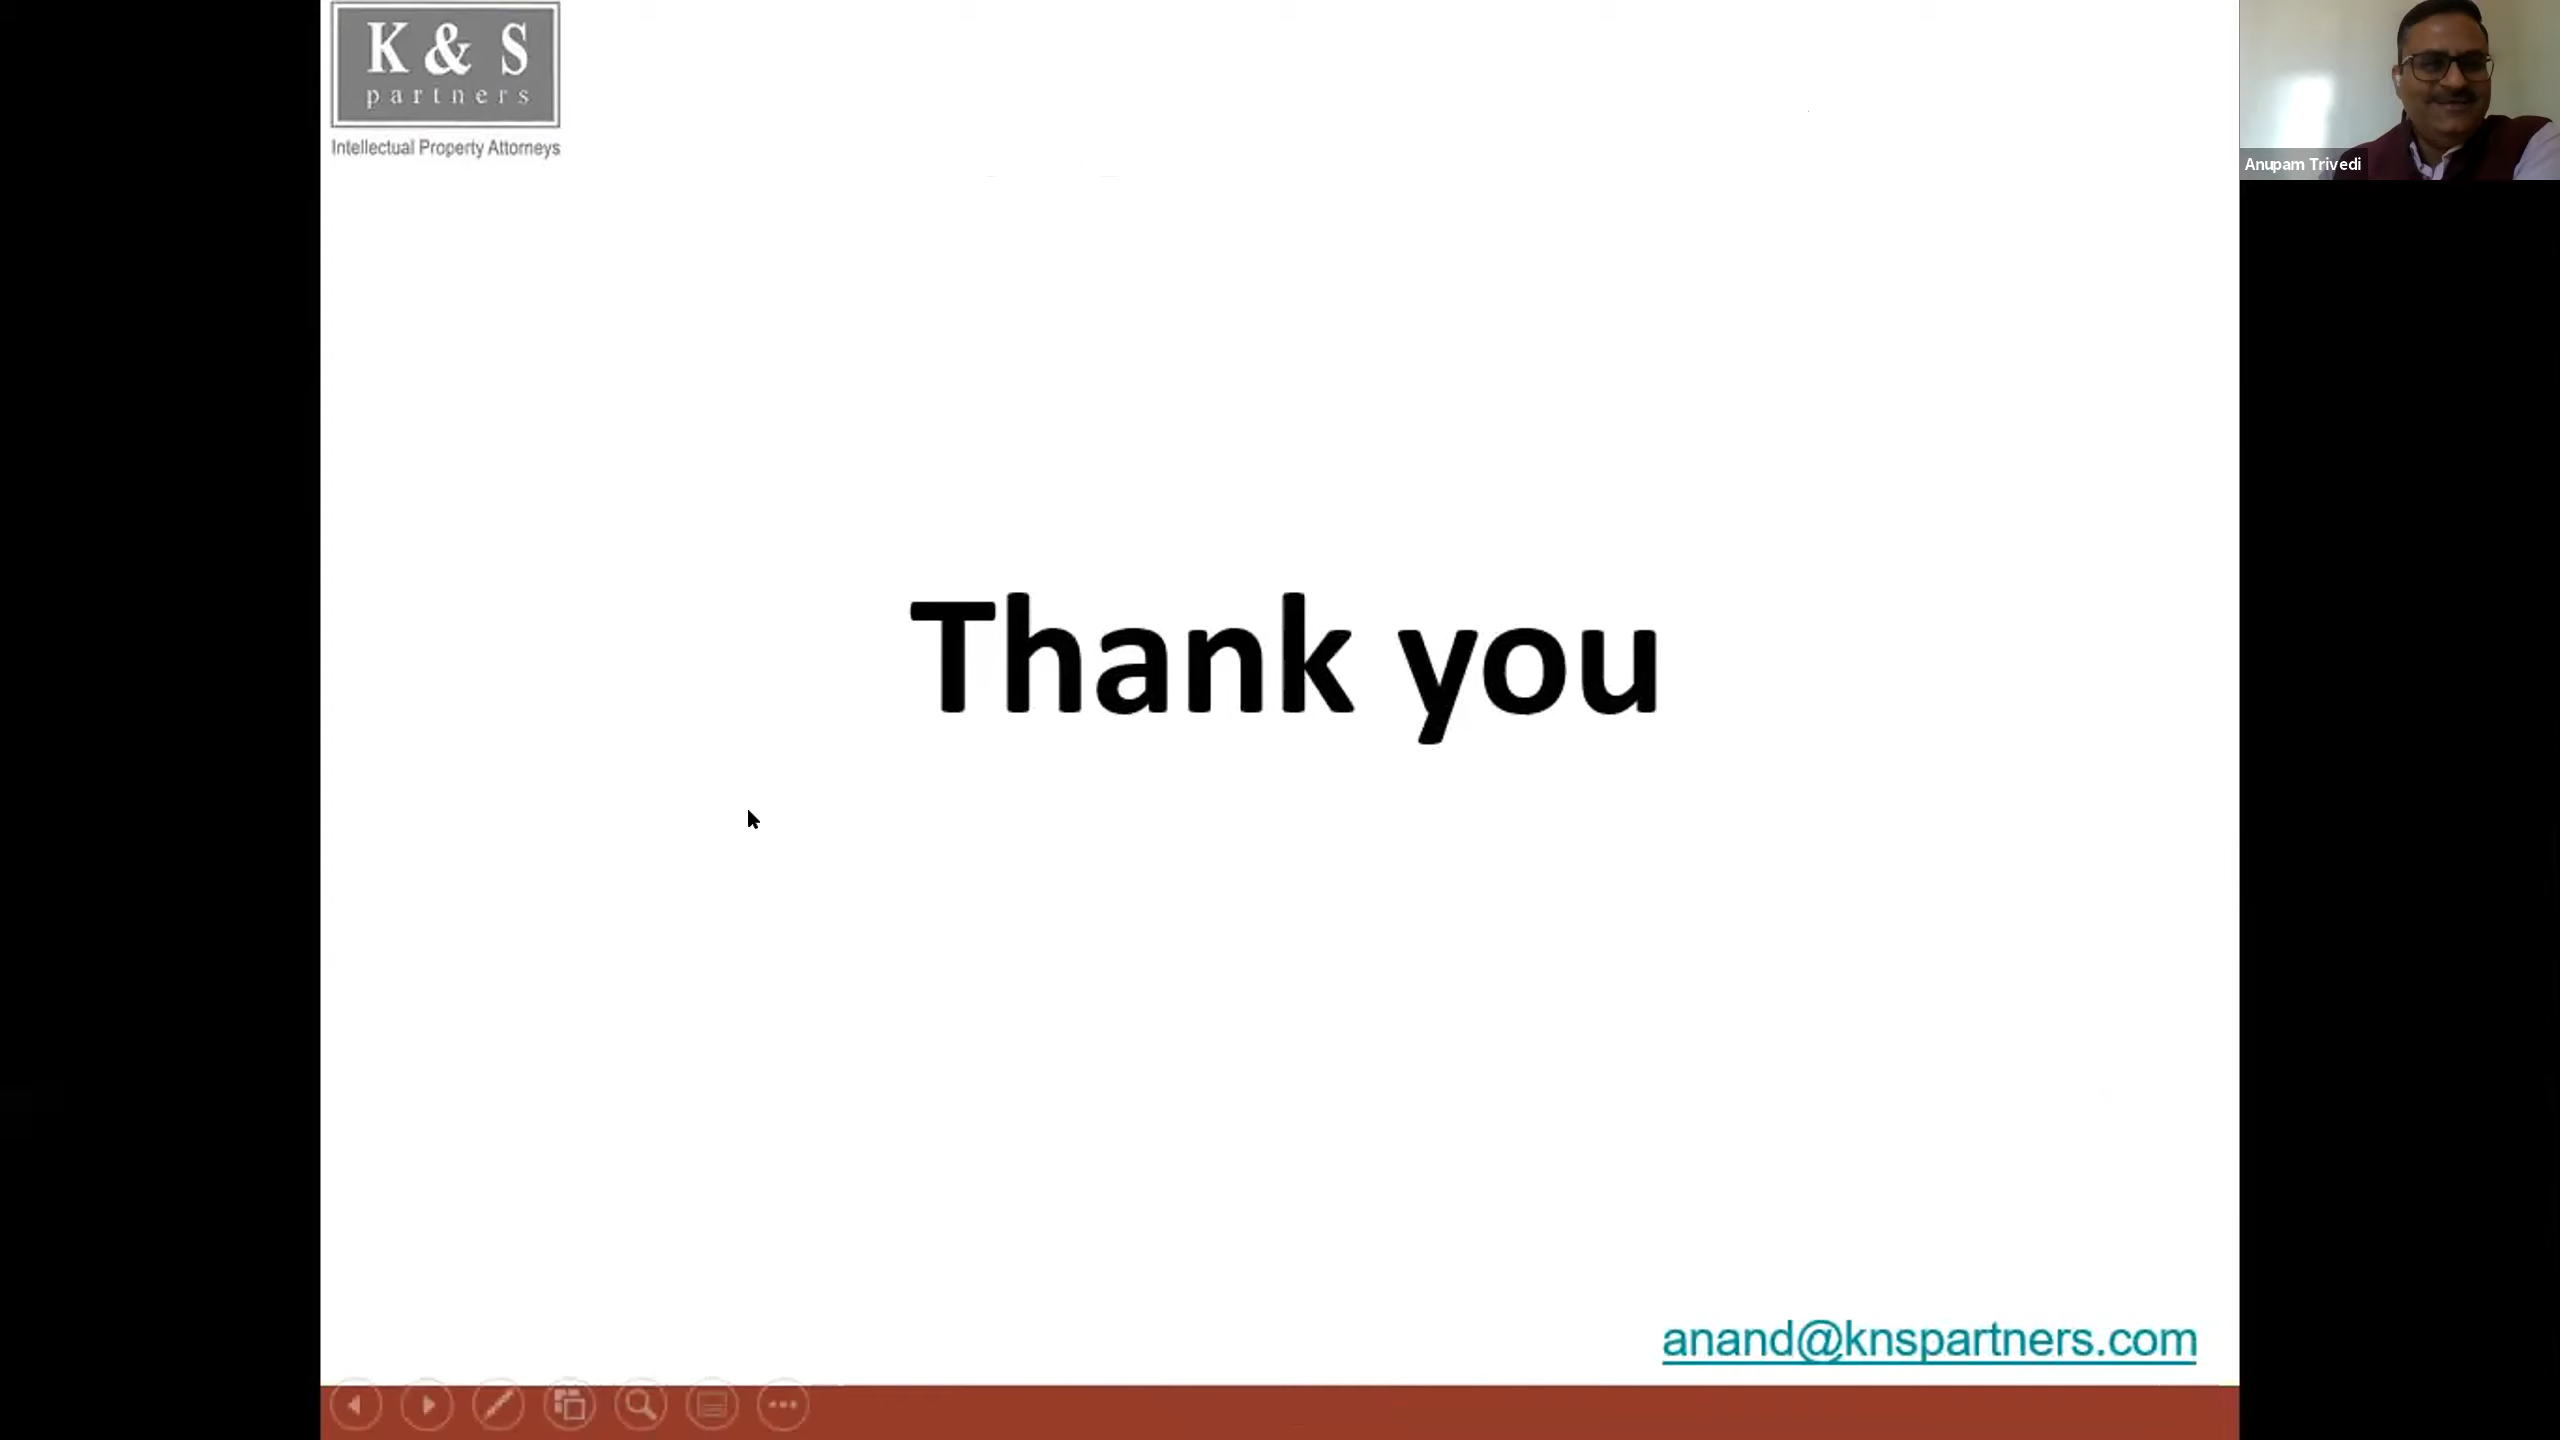 K & S
partners
Intellectual Property Attorneys
Anupam Trivedi
Thank you
anand@knspartners.com